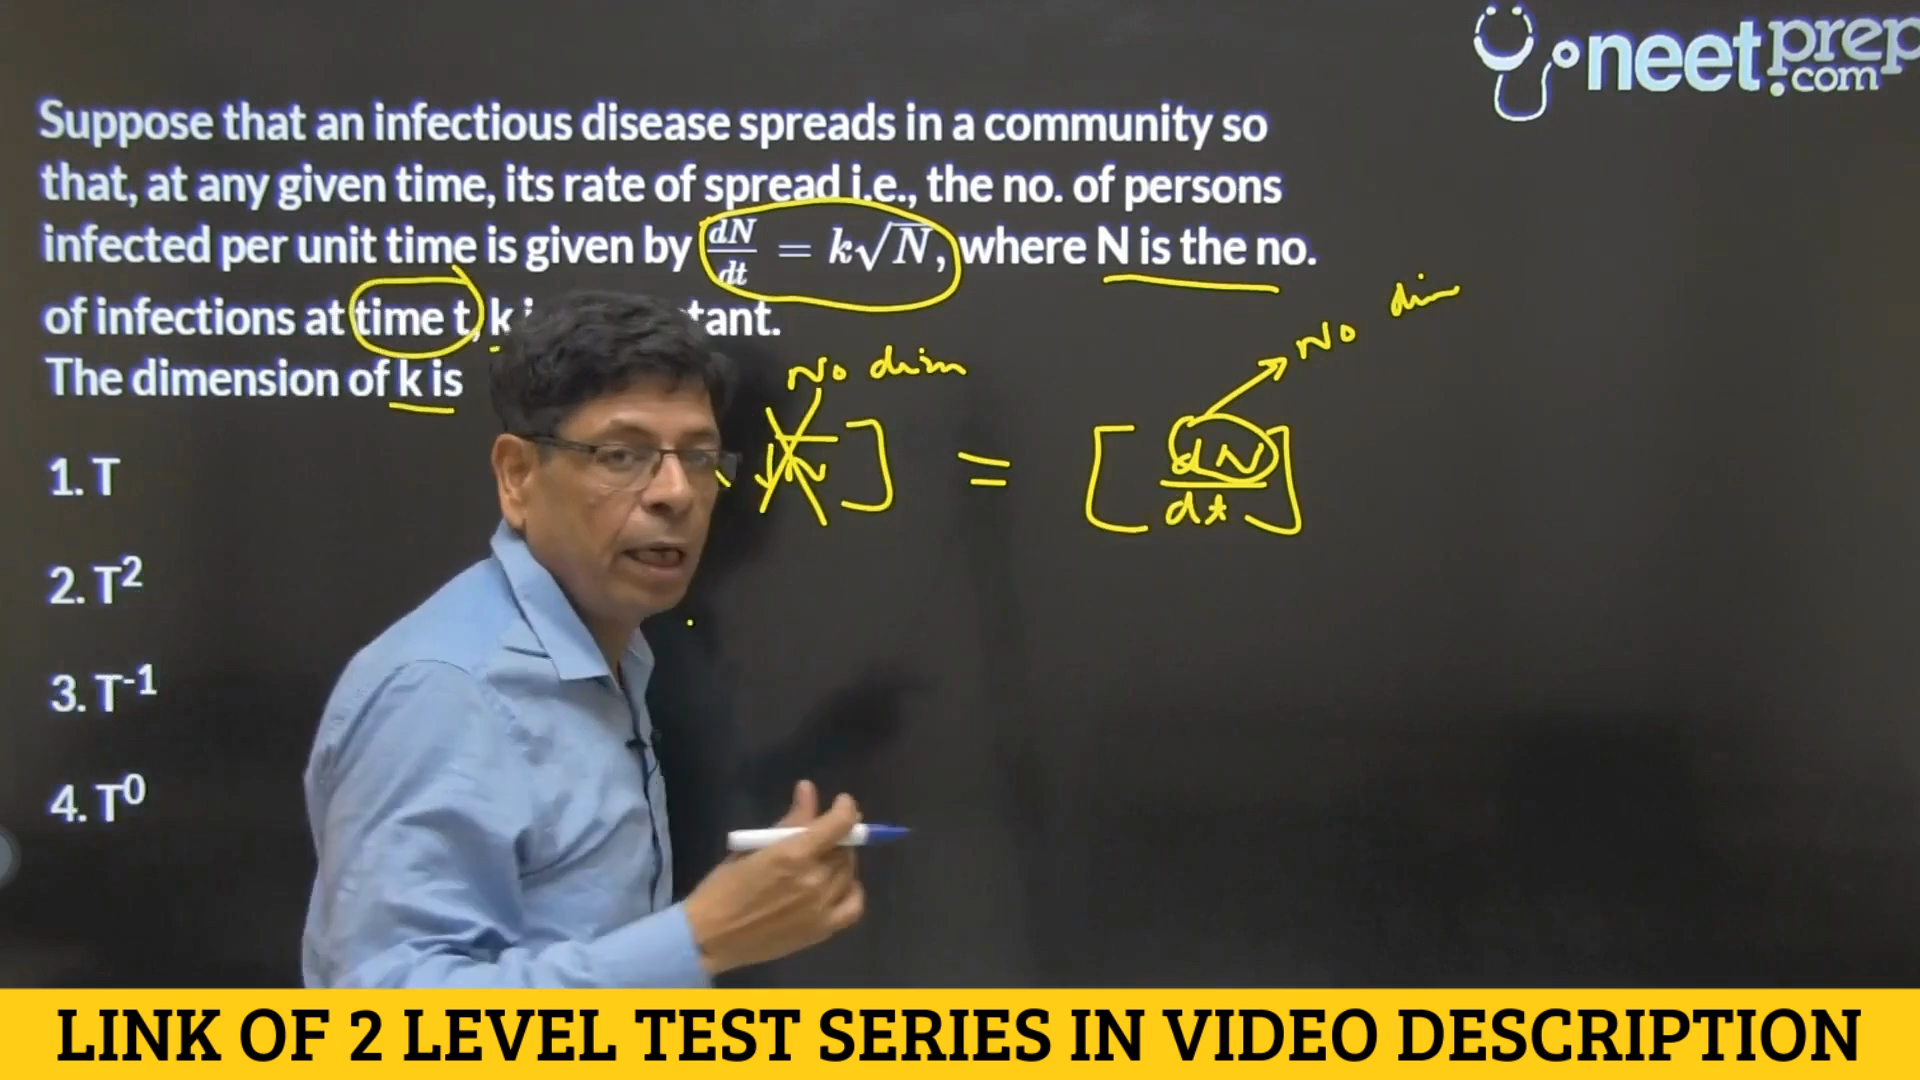 neetprep
.com
Suppose that an infectious disease spreads in a community so
that, at any given time, its rate of spread i.e., the no. of persons
infected per unit time is given by dN/dt = k√N, where N is the no.
of infections at time t, k tant.
The dimension of k is
No dim
No dim
] = [dN/dt]
1. T
2. T²
3. T⁻¹
4. T⁰
LINK OF 2 LEVEL TEST SERIES IN VIDEO DESCRIPTION